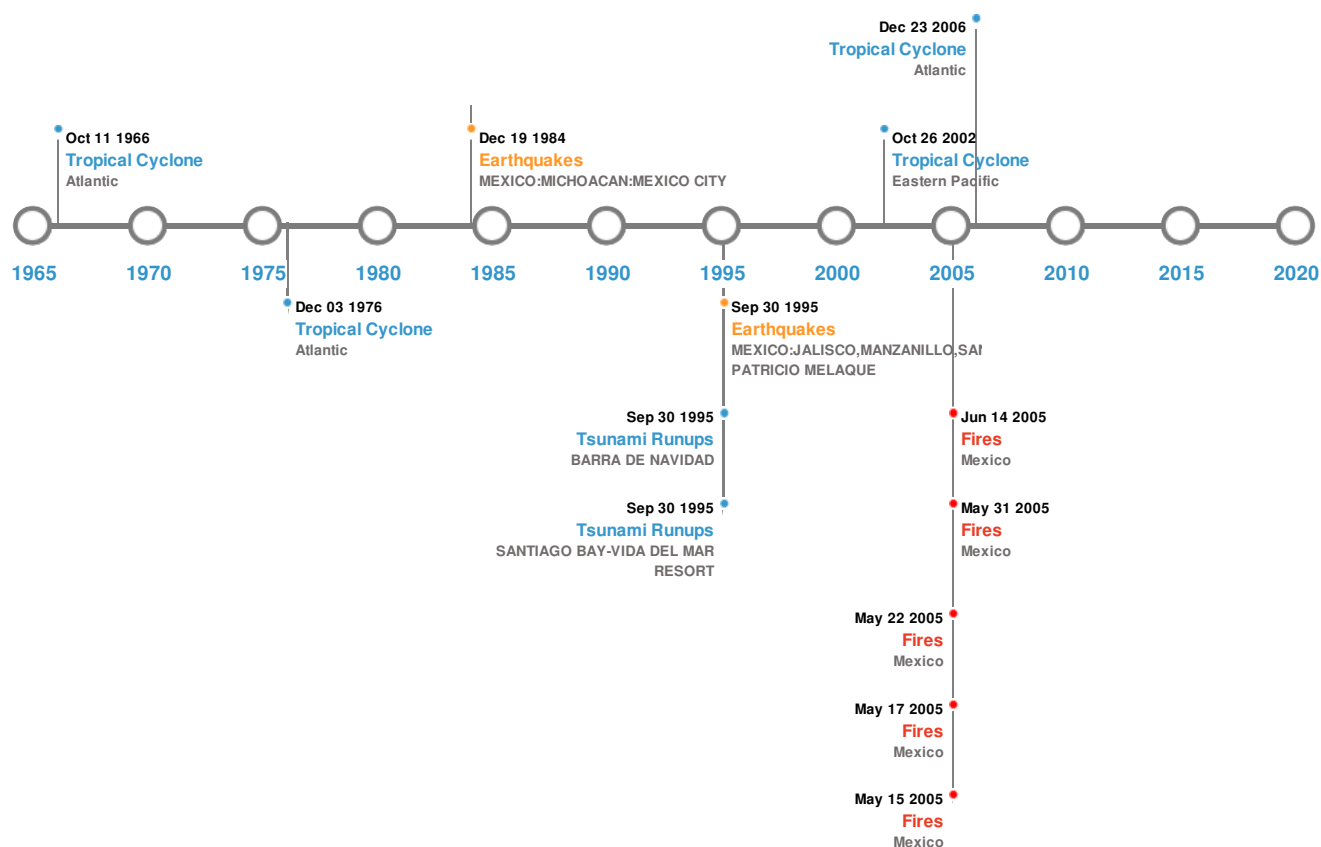 Dec 23 2006
Tropical Cyclone
Atlantic
Oct 11 1966
Tropical Cyclone
Atlantic
Dec 19 1984
Earthquakes
MEXICO:MICHOACAN:MEXICO CITY
Oct 26 2002
Tropical Cyclone
Eastern Pacific
1965 1970 1975 1980 1985 1990 1995 2000 2005 2010 2015 2020
Dec 03 1976
Tropical Cyclone
Atlantic
Sep 30 1995
Earthquakes
MEXICO:JALISCO,MANZANILLO,SAN
PATRICIO MELAQUE
Sep 30 1995
Tsunami Runups
BARRA DE NAVIDAD
Jun 14 2005
Fires
Mexico
Sep 30 1995
Tsunami Runups
SANTIAGO BAY-VIDA DEL MAR
RESORT
May 31 2005
Fires
Mexico
May 22 2005
Fires
Mexico
May 17 2005
Fires
Mexico
May 15 2005
Fires
Mexico